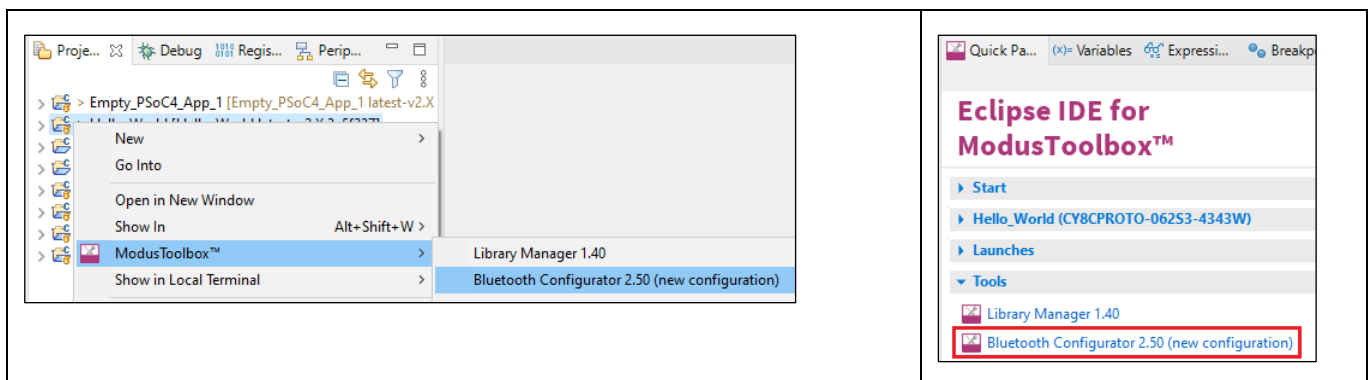 Proje... Debug Regis... Perip...
> Empty_PSoC4_App_1 [Empty_PSoC4_App_1 latest-v2.X
New
Go Into
Open in New Window
Show In Alt+Shift+W >
ModusToolbox™ >
Show in Local Terminal >
Library Manager 1.40
Bluetooth Configurator 2.50 (new configuration)
Quick Pa... (x)= Variables Expressi... Breakp
Eclipse IDE for
ModusToolbox™
Start
Hello_World (CY8CPROTO-062S3-4343W)
Launches
Tools
Library Manager 1.40
Bluetooth Configurator 2.50 (new configuration)